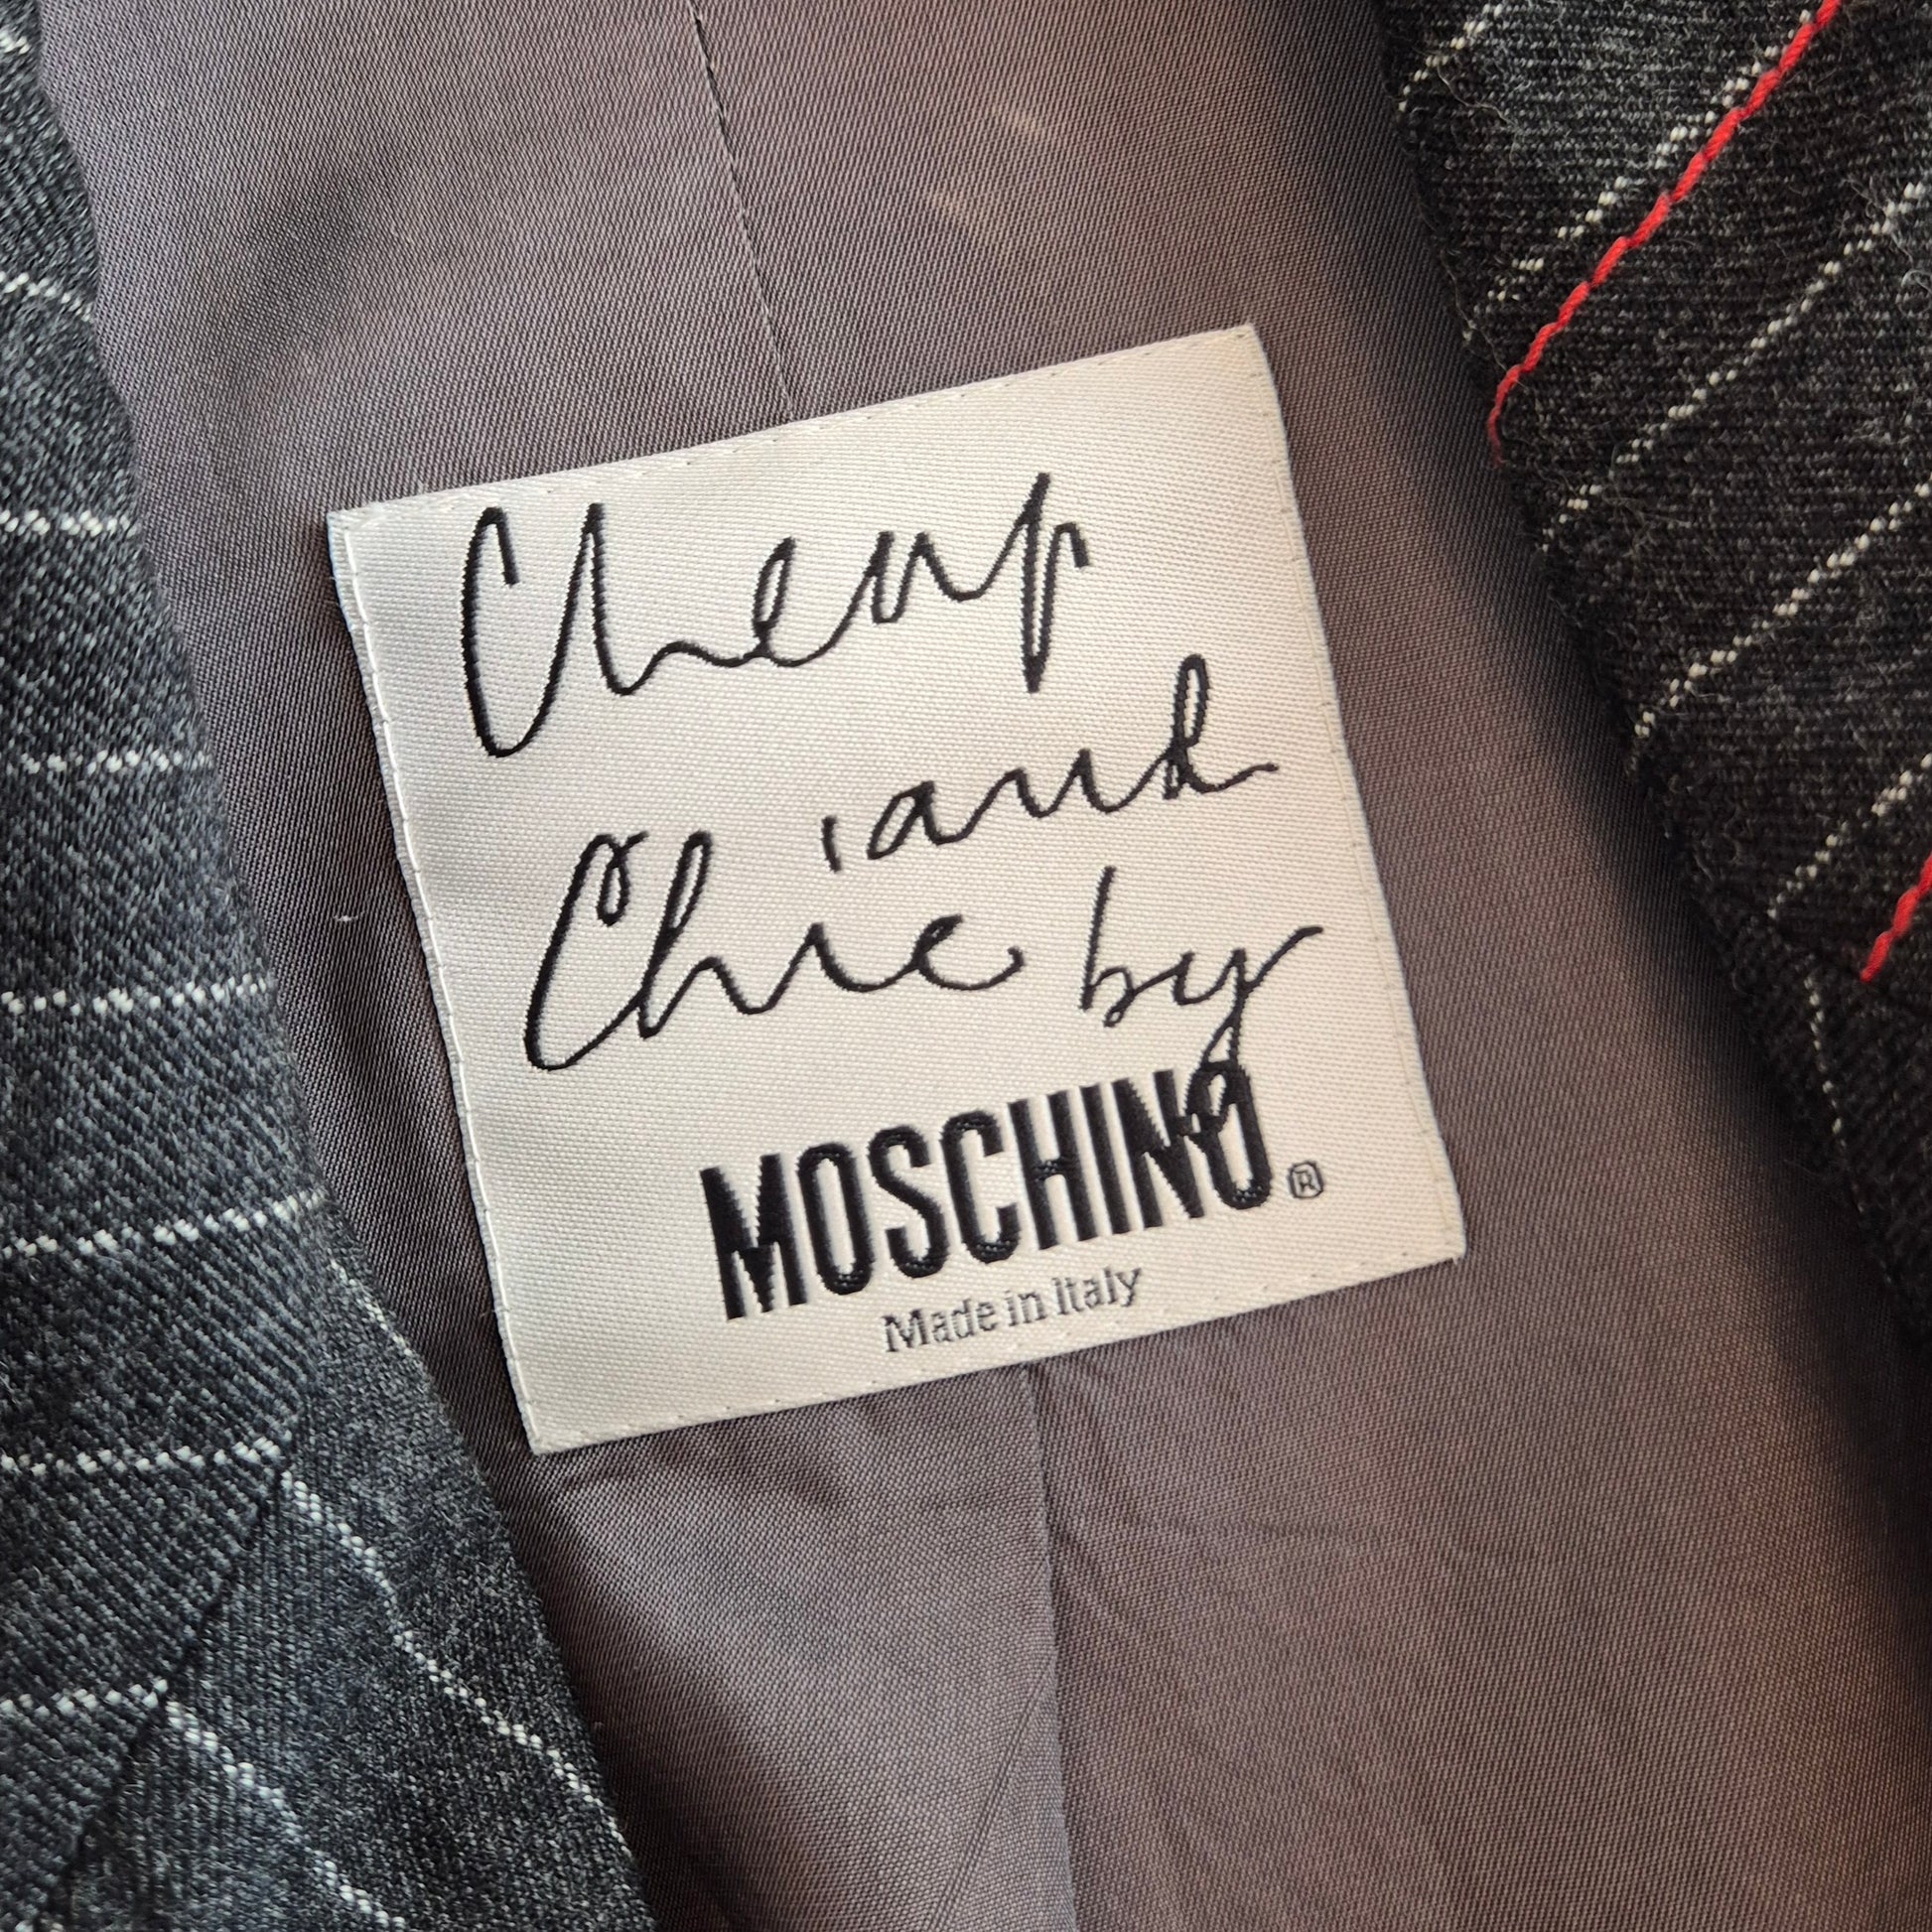 Cheap
and
Chic by
MOSCHINO®
Made in Italy